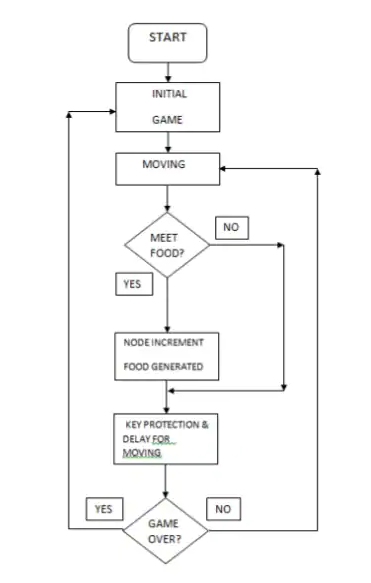 START
INITIAL
GAME
MOVING
MEET
FOOD?
NO
YES
NODE INCREMENT
FOOD GENERATED
KEY PROTECTION &
DELAY FOR
MOVING
YES
GAME
OVER?
NO